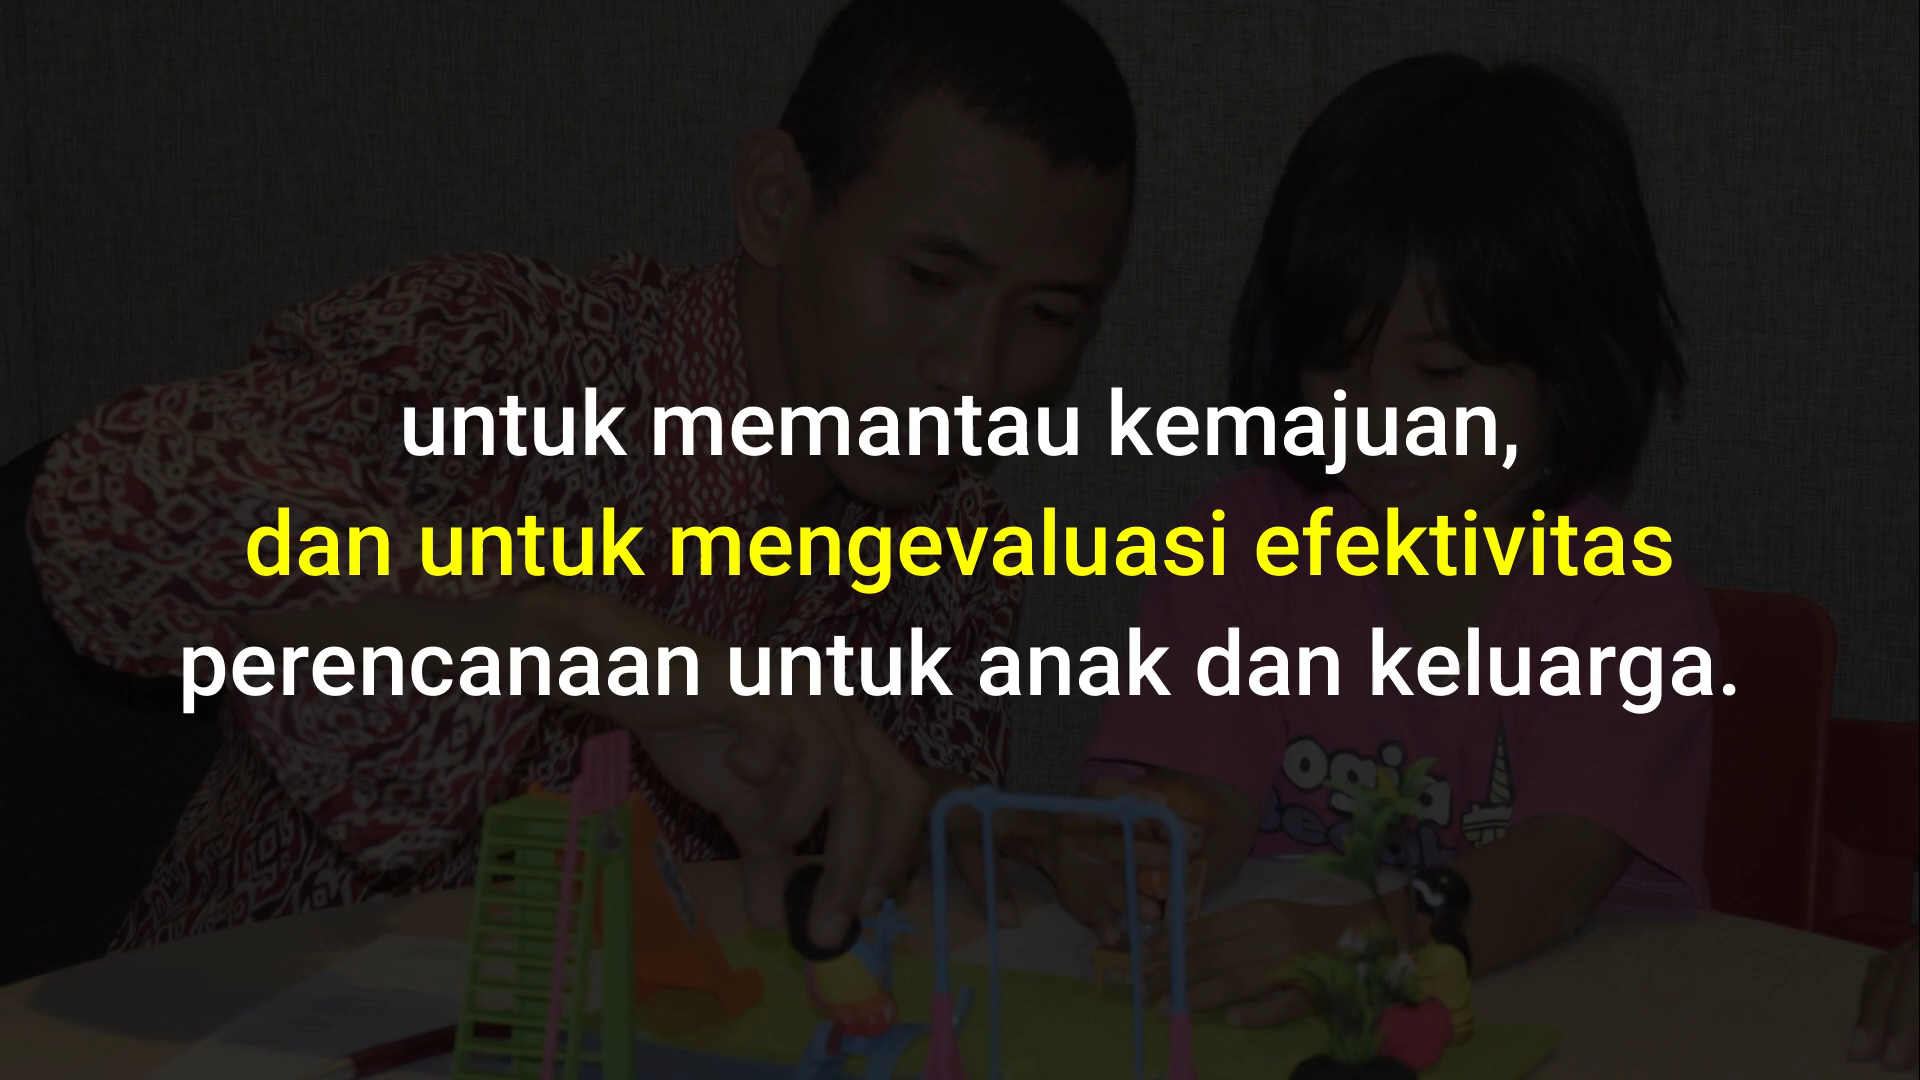 untuk memantau kemajuan,
dan untuk mengevaluasi efektivitas
perencanaan untuk anak dan keluarga.